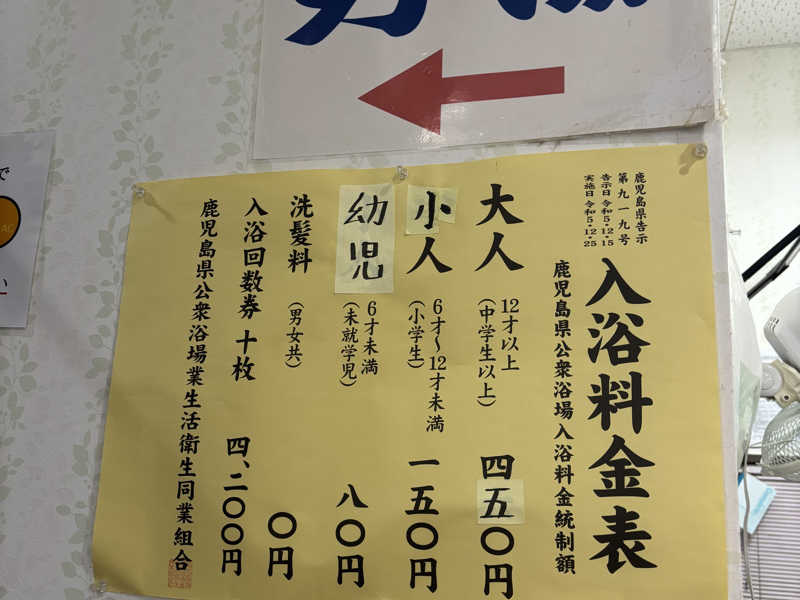 鹿児島県告示
第九一九号
告示日 令和5・12・15
実施日 令和5・12・25
入浴料金表
鹿児島県公衆浴場入浴料金統制額
大人 12才以上 四五〇円
(中学生以上)
小人 6才〜12才未満 一五〇円
(小学生)
幼児 6才未満 八〇円
(未就学児)
洗髪料 (男女共) 〇円
入浴回数券 十枚 四、二〇〇円
鹿児島県公衆浴場業生活衛生同業組合